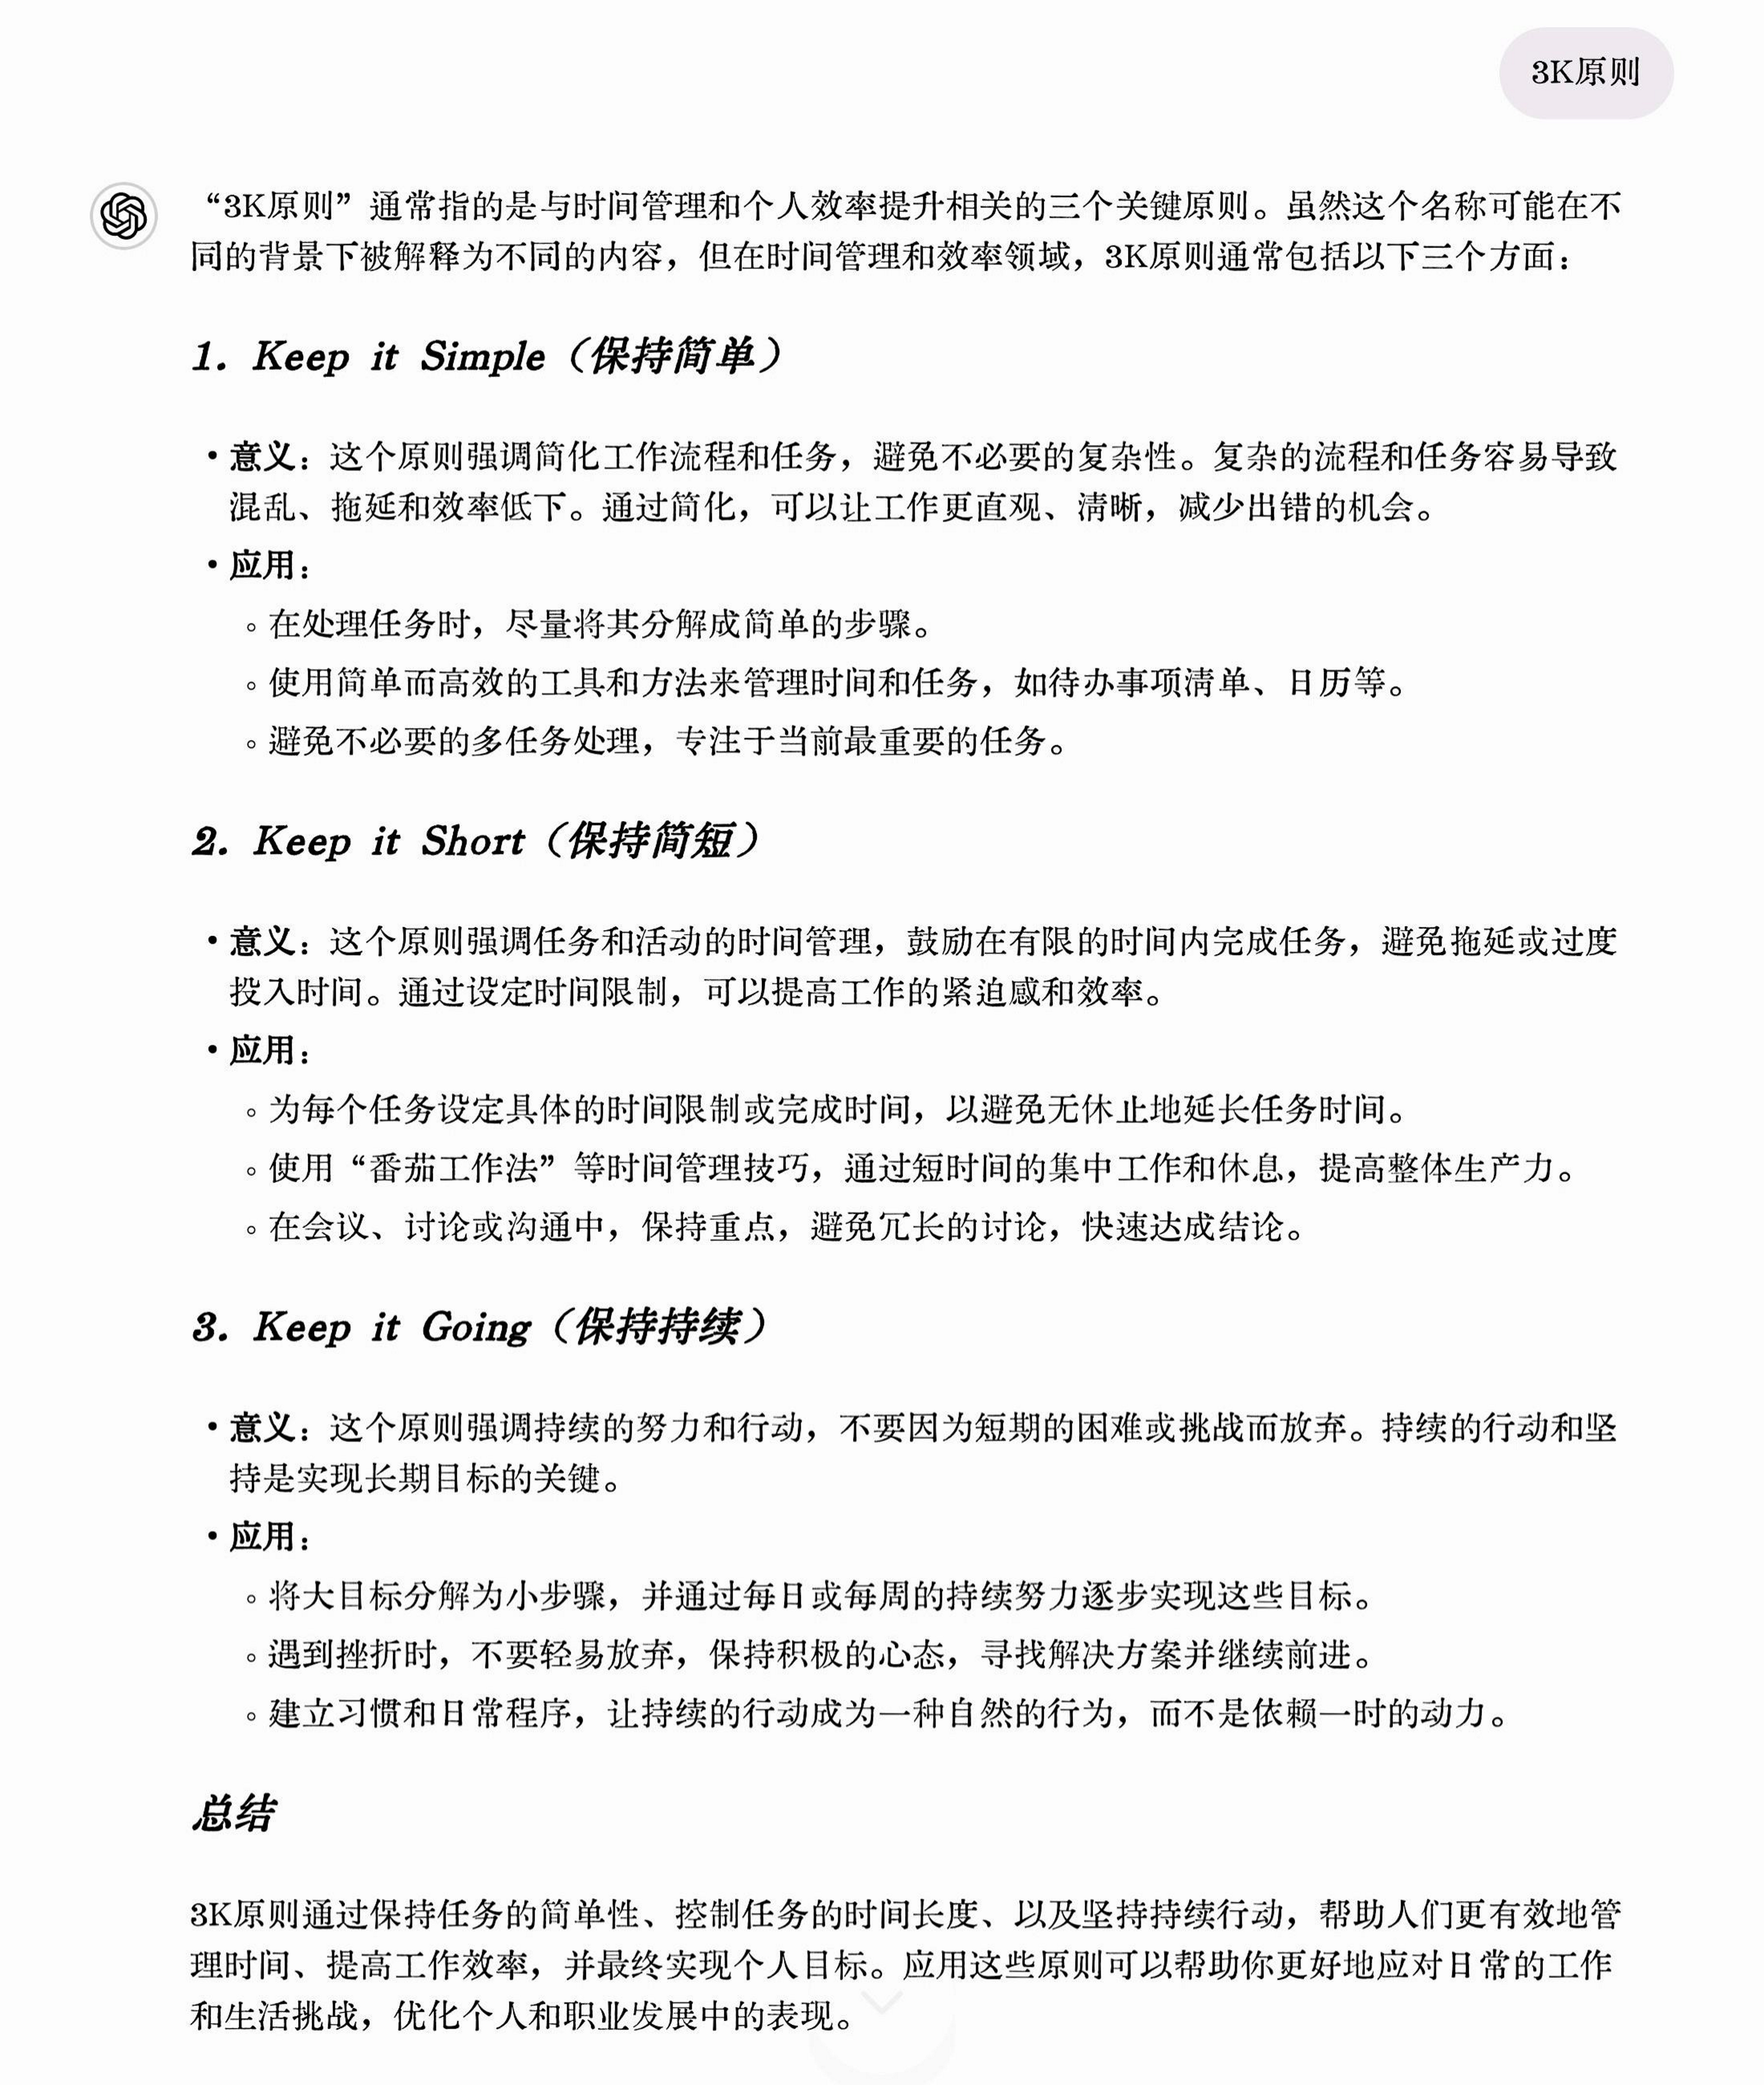 3K原则
“3K原则”通常指的是与时间管理和个人效率提升相关的三个关键原则。虽然这个名称可能在不
同的背景下被解释为不同的内容，但在时间管理和效率领域，3K原则通常包括以下三个方面：
1. Keep it Simple（保持简单）
• 意义：这个原则强调简化工作流程和任务，避免不必要的复杂性。复杂的流程和任务容易导致
混乱、拖延和效率低下。通过简化，可以让工作更直观、清晰，减少出错的机会。
• 应用：
◦ 在处理任务时，尽量将其分解成简单的步骤。
◦ 使用简单而高效的工具和方法来管理时间和任务，如待办事项清单、日历等。
◦ 避免不必要的多任务处理，专注于当前最重要的任务。
2. Keep it Short（保持简短）
• 意义：这个原则强调任务和活动的时间管理，鼓励在有限的时间内完成任务，避免拖延或过度
投入时间。通过设定时间限制，可以提高工作的紧迫感和效率。
• 应用：
◦ 为每个任务设定具体的时间限制或完成时间，以避免无休止地延长任务时间。
◦ 使用“番茄工作法”等时间管理技巧，通过短时间的集中工作和休息，提高整体生产力。
◦ 在会议、讨论或沟通中，保持重点，避免冗长的讨论，快速达成结论。
3. Keep it Going（保持持续）
• 意义：这个原则强调持续的努力和行动，不要因为短期的困难或挑战而放弃。持续的行动和坚
持是实现长期目标的关键。
• 应用：
◦ 将大目标分解为小步骤，并通过每日或每周的持续努力逐步实现这些目标。
◦ 遇到挫折时，不要轻易放弃，保持积极的心态，寻找解决方案并继续前进。
◦ 建立习惯和日常程序，让持续的行动成为一种自然的行为，而不是依赖一时的动力。
总结
3K原则通过保持任务的简单性、控制任务的时间长度、以及坚持持续行动，帮助人们更有效地管
理时间、提高工作效率，并最终实现个人目标。应用这些原则可以帮助你更好地应对日常的工作
和生活挑战，优化个人和职业发展中的表现。